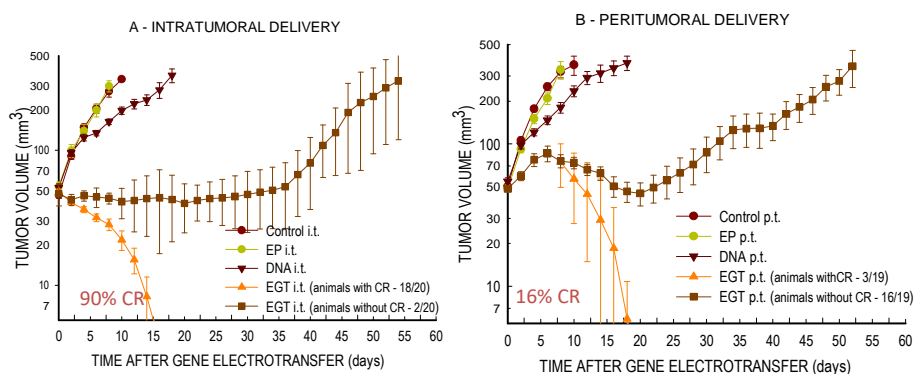 A - INTRATUMORAL DELIVERY
TUMOR VOLUME (mm3)
500
300
200
100
70
50
40
30
20
10
7
Control i.t.
EP i.t.
DNA i.t.
EGT i.t. (animals with CR - 18/20)
EGT i.t. (animals without CR - 2/20)
90% CR
0 5 10 15 20 25 30 35 40 45 50 55 60
TIME AFTER GENE ELECTROTRANSFER (days)
B - PERITUMORAL DELIVERY
TUMOR VOLUME (mm3)
500
400
300
200
100
70
50
40
30
20
10
7
Control p.t.
EP p.t.
DNA p.t.
EGT p.t. (animals withCR - 3/19)
EGT p.t. (animals without CR - 16/19)
16% CR
0 5 10 15 20 25 30 35 40 45 50 55 60
TIME AFTER GENE ELECTROTRANSFER (days)